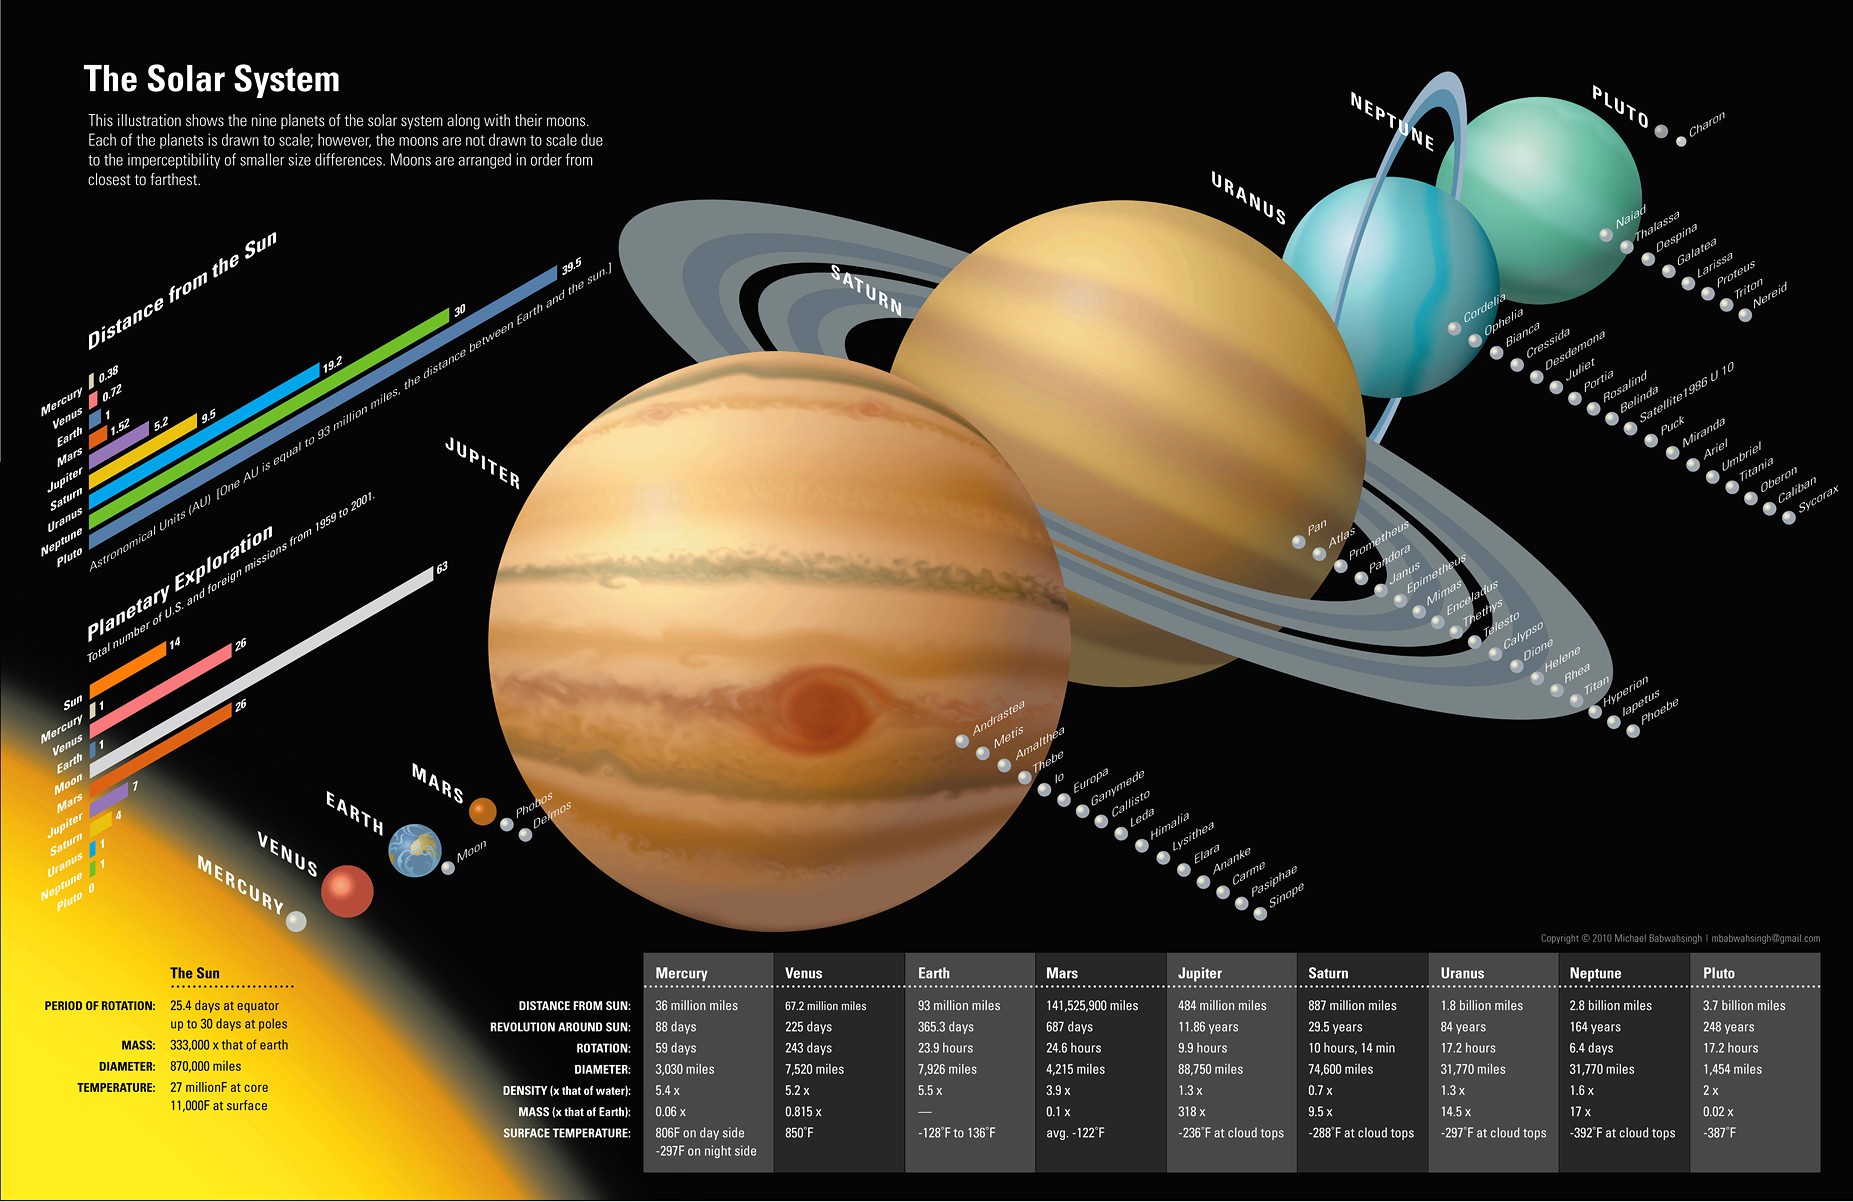 The Solar System
This illustration shows the nine planets of the solar system along with their moons.
Each of the planets is drawn to scale; however, the moons are not drawn to scale due
to the imperceptibility of smaller size differences. Moons are arranged in order from
closest to farthest.
Distance from the Sun
Mercury 0.38
Venus 0.72
Earth 1
Mars 1.52
Jupiter 5.2
Saturn 9.5
Uranus 19.2
Neptune 30
Pluto 39.5
Astronomical Units (AU) [One AU is equal to 93 million miles, the distance between Earth and the sun.]
Planetary Exploration
Total number of U.S. and foreign missions from 1959 to 2001.
Sun 14
Mercury 1
Venus 26
Earth 1
Moon 63
Mars 26
Jupiter 7
Saturn 4
Uranus 1
Neptune 1
Pluto 0
MERCURY
VENUS
EARTH
Moon
MARS
Phobos
Deimos
JUPITER
Andrastea
Metis
Amalthea
Thebe
Io
Europa
Ganymede
Callisto
Leda
Himalia
Lysithea
Elara
Ananke
Carme
Pasiphae
Sinope
SATURN
Pan
Atlas
Prometheus
Pandora
Janus
Epimetheus
Mimas
Enceladus
Thethys
Telesto
Calypso
Dione
Helene
Rhea
Titan
Hyperion
Iapetus
Phoebe
URANUS
Cordelia
Ophelia
Bianca
Cressida
Desdemona
Juliet
Portia
Rosalind
Belinda
Satellite1986 U 10
Puck
Miranda
Ariel
Umbriel
Titania
Oberon
Caliban
Sycorax
NEPTUNE
Naiad
Thalassa
Despina
Galatea
Larissa
Proteus
Triton
Nereid
PLUTO
Charon
Copyright © 2010 Michael Babwahsingh | mbabwahsingh@gmail.com
The Sun
PERIOD OF ROTATION: 25.4 days at equator
up to 30 days at poles
MASS: 333,000 x that of earth
DIAMETER: 870,000 miles
TEMPERATURE: 27 millionF at core
11,000F at surface
Mercury Venus Earth Mars Jupiter Saturn Uranus Neptune Pluto
DISTANCE FROM SUN: 36 million miles 67.2 million miles 93 million miles 141,525,900 miles 484 million miles 887 million miles 1.8 billion miles 2.8 billion miles 3.7 billion miles
REVOLUTION AROUND SUN: 88 days 225 days 365.3 days 687 days 11.86 years 29.5 years 84 years 164 years 248 years
ROTATION: 59 days 243 days 23.9 hours 24.6 hours 9.9 hours 10 hours, 14 min 17.2 hours 6.4 days 17.2 hours
DIAMETER: 3,030 miles 7,520 miles 7,926 miles 4,215 miles 88,750 miles 74,600 miles 31,770 miles 31,770 miles 1,454 miles
DENSITY (x that of water): 5.4 x 5.2 x 5.5 x 3.9 x 1.3 x 0.7 x 1.3 x 1.6 x 2 x
MASS (x that of Earth): 0.06 x 0.815 x — 0.1 x 318 x 9.5 x 14.5 x 17 x 0.02 x
SURFACE TEMPERATURE: 806F on day side 850˚F -128˚F to 136˚F avg. -122˚F -236˚F at cloud tops -288˚F at cloud tops -297˚F at cloud tops -392˚F at cloud tops -387˚F
-297F on night side